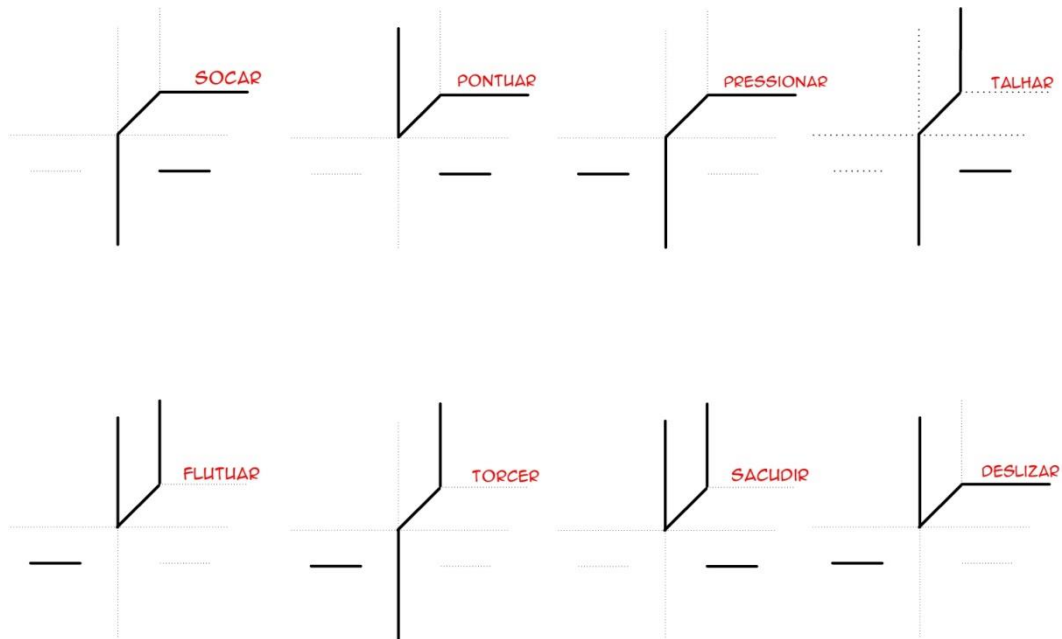 SOCAR
PONTUAR
PRESSIONAR
TALHAR
FLUTUAR
TORCER
SACUDIR
DESLIZAR